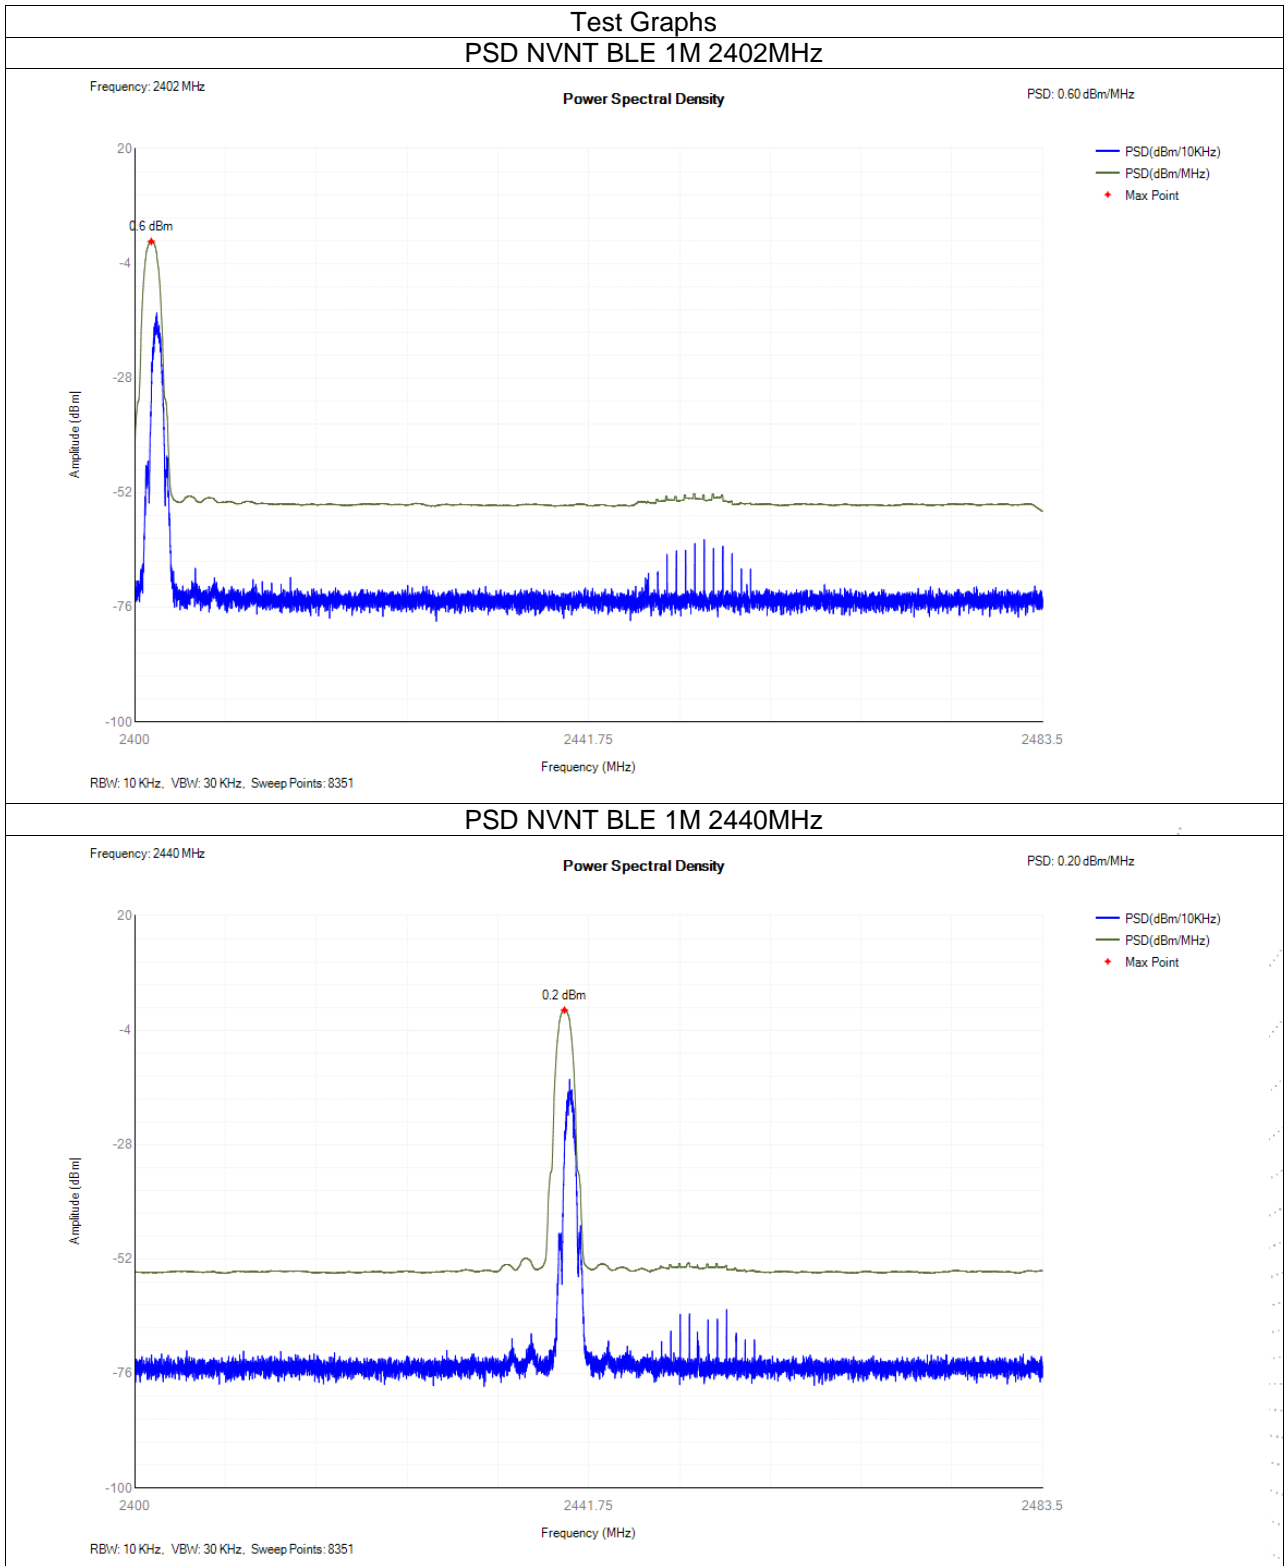 Test Graphs
PSD NVNT BLE 1M 2402MHz
Frequency: 2402 MHz
Power Spectral Density
PSD: 0.60 dBm/MHz
PSD(dBm/10KHz)
PSD(dBm/MHz)
Max Point
20
0.6 dBm
-4
-28
Amplitude [dBm]
-52
-76
-100
2400
2441.75
2483.5
Frequency (MHz)
RBW: 10 KHz, VBW: 30 KHz, Sweep Points: 8351
PSD NVNT BLE 1M 2440MHz
Frequency: 2440 MHz
Power Spectral Density
PSD: 0.20 dBm/MHz
PSD(dBm/10KHz)
PSD(dBm/MHz)
Max Point
20
0.2 dBm
-4
-28
Amplitude [dBm]
-52
-76
-100
2400
2441.75
2483.5
Frequency (MHz)
RBW: 10 KHz, VBW: 30 KHz, Sweep Points: 8351